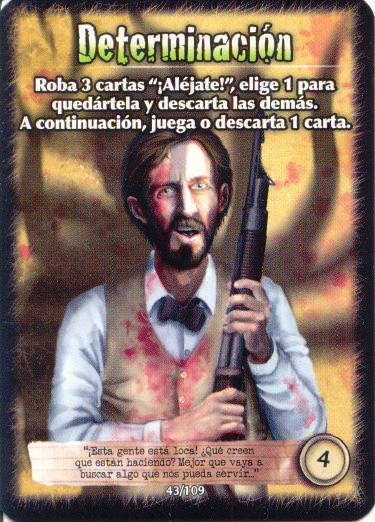 Determinación
Roba 3 cartas “¡Aléjate!”, elige 1 para
quedártela y descarta las demás.
A continuación, juega o descarta 1 carta.
“¡Esta gente está loca! ¿Qué creen
que están haciendo? Mejor que vaya a
buscar algo que nos pueda servir...”
4
43/109